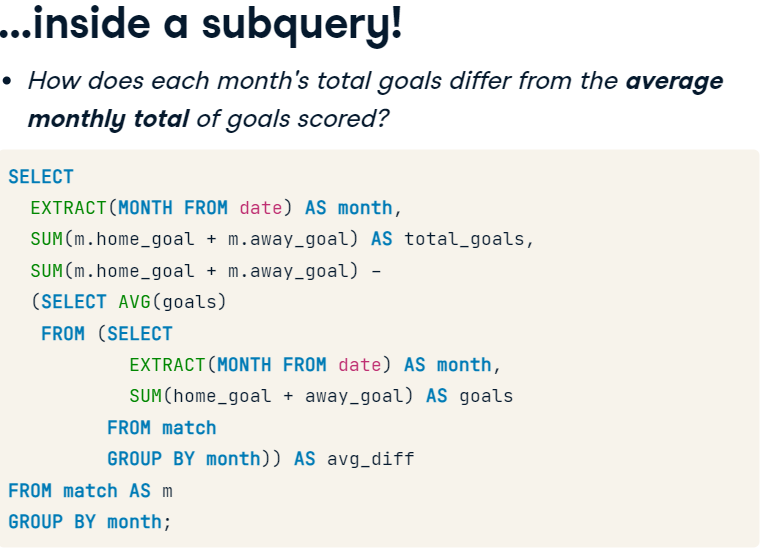 ...inside a subquery!
• How does each month's total goals differ from the average
monthly total of goals scored?
SELECT
  EXTRACT(MONTH FROM date) AS month,
  SUM(m.home_goal + m.away_goal) AS total_goals,
  SUM(m.home_goal + m.away_goal) -
  (SELECT AVG(goals)
   FROM (SELECT
           EXTRACT(MONTH FROM date) AS month,
           SUM(home_goal + away_goal) AS goals
         FROM match
         GROUP BY month)) AS avg_diff
FROM match AS m
GROUP BY month;